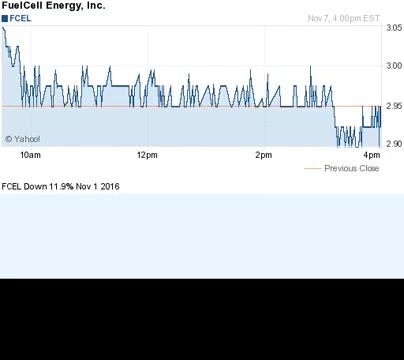 FuelCell Energy, Inc.
FCEL
Nov 7, 4:00pm EST
3.05
3.00
2.95
2.90
© Yahoo!
10am 12pm 2pm 4pm
Previous Close
FCEL Down 11.9% Nov 1 2016